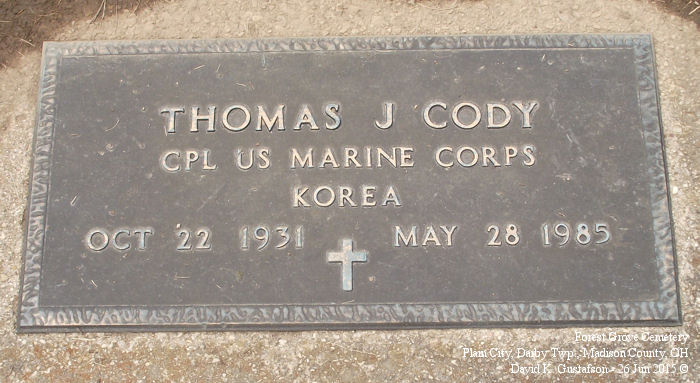 THOMAS J CODY
CPL US MARINE CORPS
KOREA
OCT 22 1931 MAY 28 1985
Forest Grove Cemetery
Plain City, Darby Twp., Madison County, OH
David K. Gustafson - 26 Jun 2015 ©